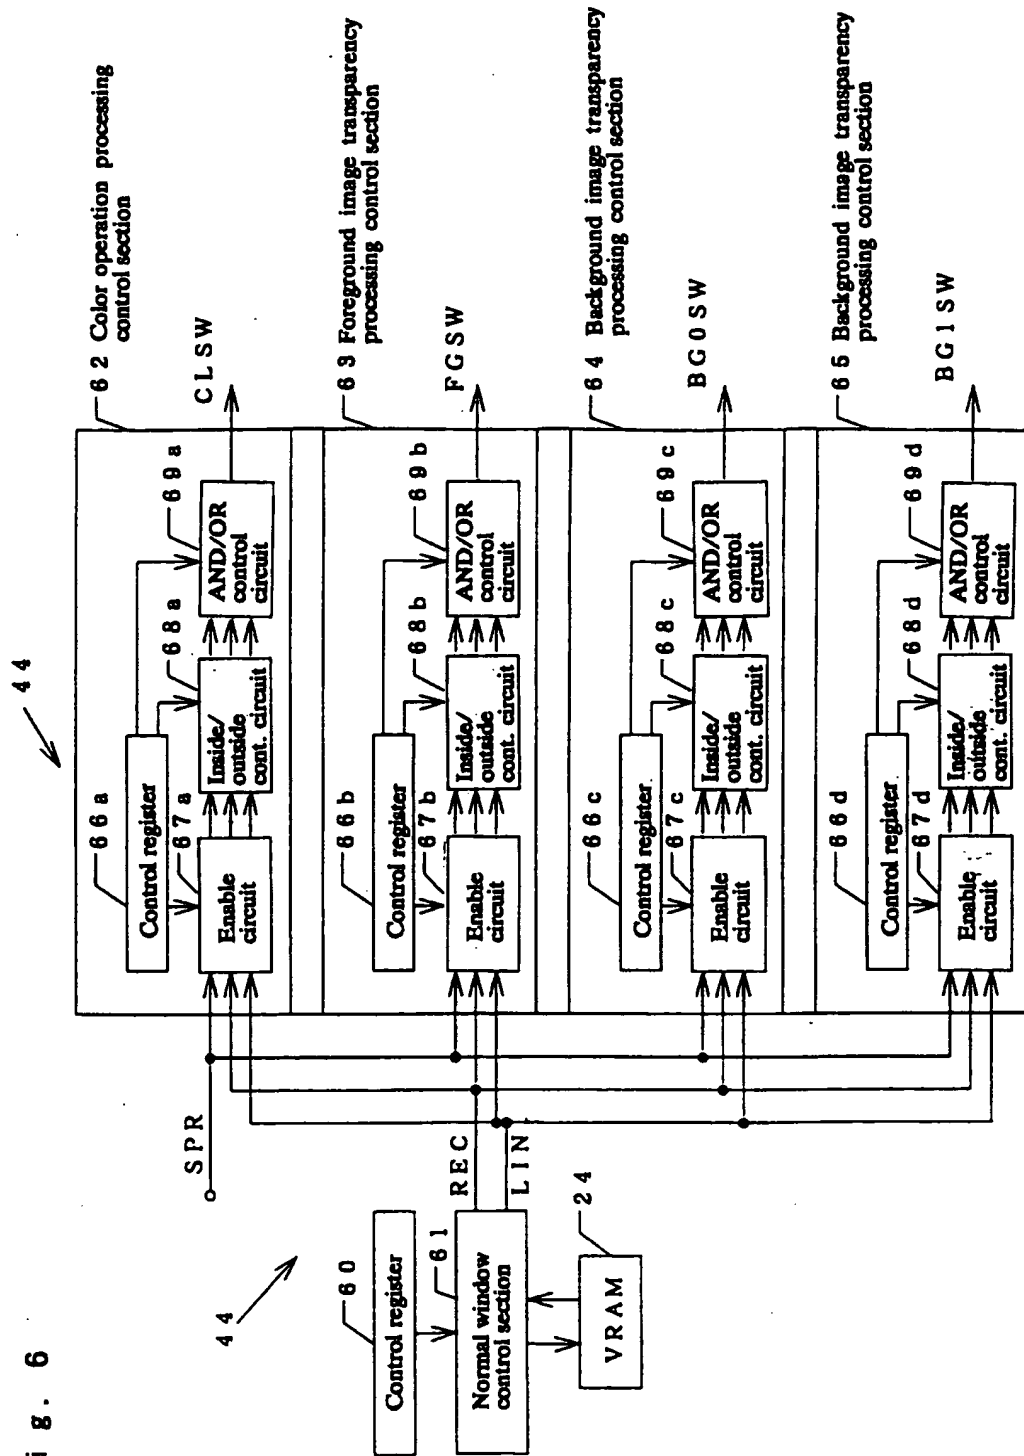 i g . 6
44
44
60
Control register
61
Normal window
control section
24
VRAM
SPR
REC
LIN
62 Color operation processing
control section
66a
Control register
67a
Enable
circuit
68a
Inside/
outside
cont. circuit
69a
AND/OR
control
circuit
CLSW
63 Foreground image transparency
processing control section
66b
Control register
67b
Enable
circuit
68b
Inside/
outside
cont. circuit
69b
AND/OR
control
circuit
FGSW
64 Background image transparency
processing control section
66c
Control register
67c
Enable
circuit
68c
Inside/
outside
cont. circuit
69c
AND/OR
control
circuit
BG0SW
65 Background image transparency
processing control section
66d
Control register
67d
Enable
circuit
68d
Inside/
outside
cont. circuit
69d
AND/OR
control
circuit
BG1SW